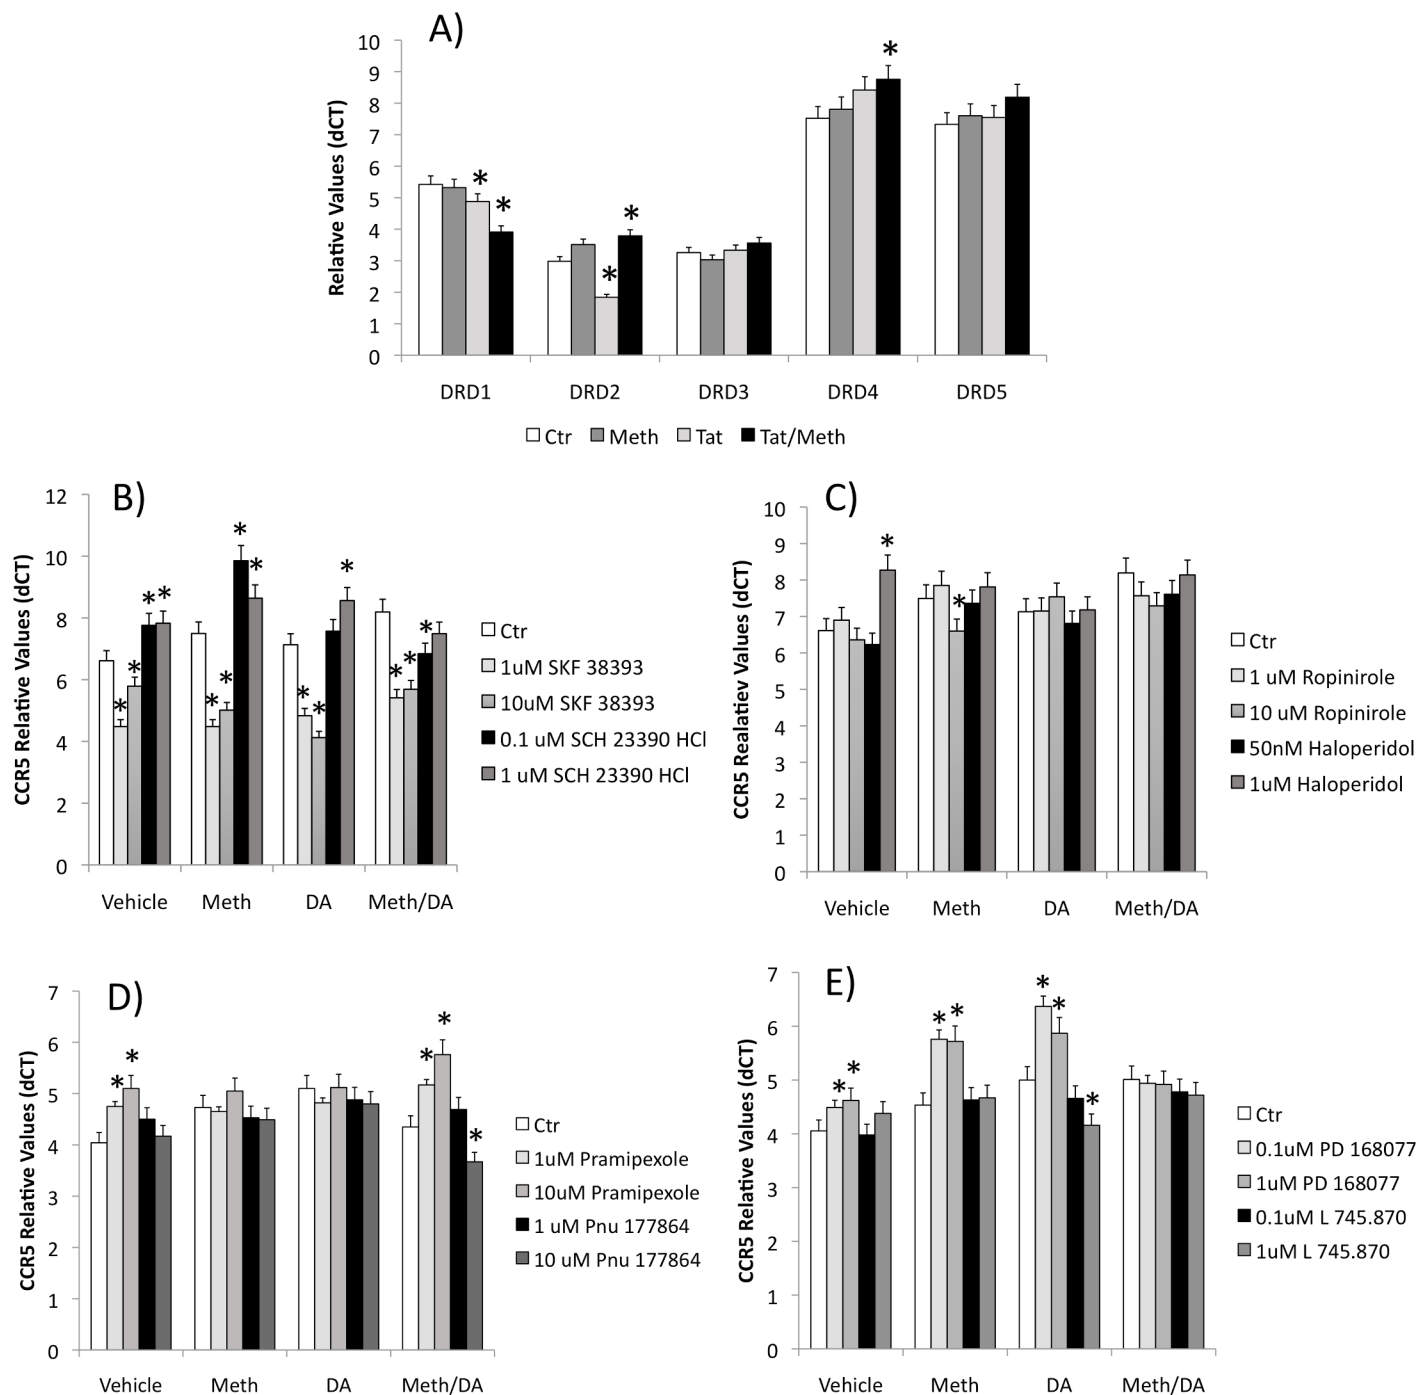 A)
Relative Values (dCT)
10
9
8
7
6
5
4
3
2
1
0
*
*
*
*
*
DRD1 DRD2 DRD3 DRD4 DRD5
Ctr Meth Tat Tat/Meth
B)
CCR5 Relative Values (dCT)
12
10
8
6
4
2
0
* * * *
* * * *
* * *
* * *
Vehicle Meth DA Meth/DA
Ctr
1uM SKF 38393
10uM SKF 38393
0.1 uM SCH 23390 HCl
1 uM SCH 23390 HCl
C)
CCR5 Realtiev Values (dCT)
10
9
8
7
6
5
4
3
2
1
0
*
*
Vehicle Meth DA Meth/DA
Ctr
1 uM Ropinirole
10 uM Ropinirole
50nM Haloperidol
1uM Haloperidol
D)
CCR5 Relative Values (dCT)
7
6
5
4
3
2
1
0
* *
* * *
Vehicle Meth DA Meth/DA
Ctr
1uM Pramipexole
10uM Pramipexole
1 uM Pnu 177864
10 uM Pnu 177864
E)
CCR5 Relative Values (dCT)
7
6
5
4
3
2
1
0
* *
* *
* * *
Vehicle Meth DA Meth/DA
Ctr
0.1uM PD 168077
1uM PD 168077
0.1uM L 745.870
1uM L 745.870